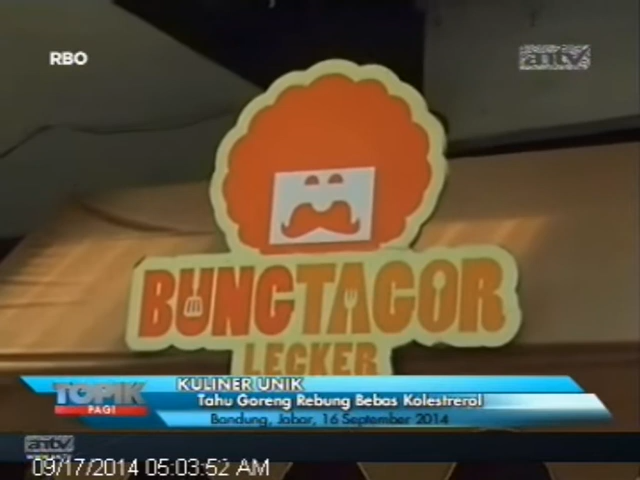 RBO
antv
BUNGTAGOR
LECKER
KULINER UNIK
TOPIK
PAGI
Tahu Goreng Rebung Bebas Kolestrerol
Bandung, Jabar, 16 September 2014
antv
09/17/2014 05:03:52 AM